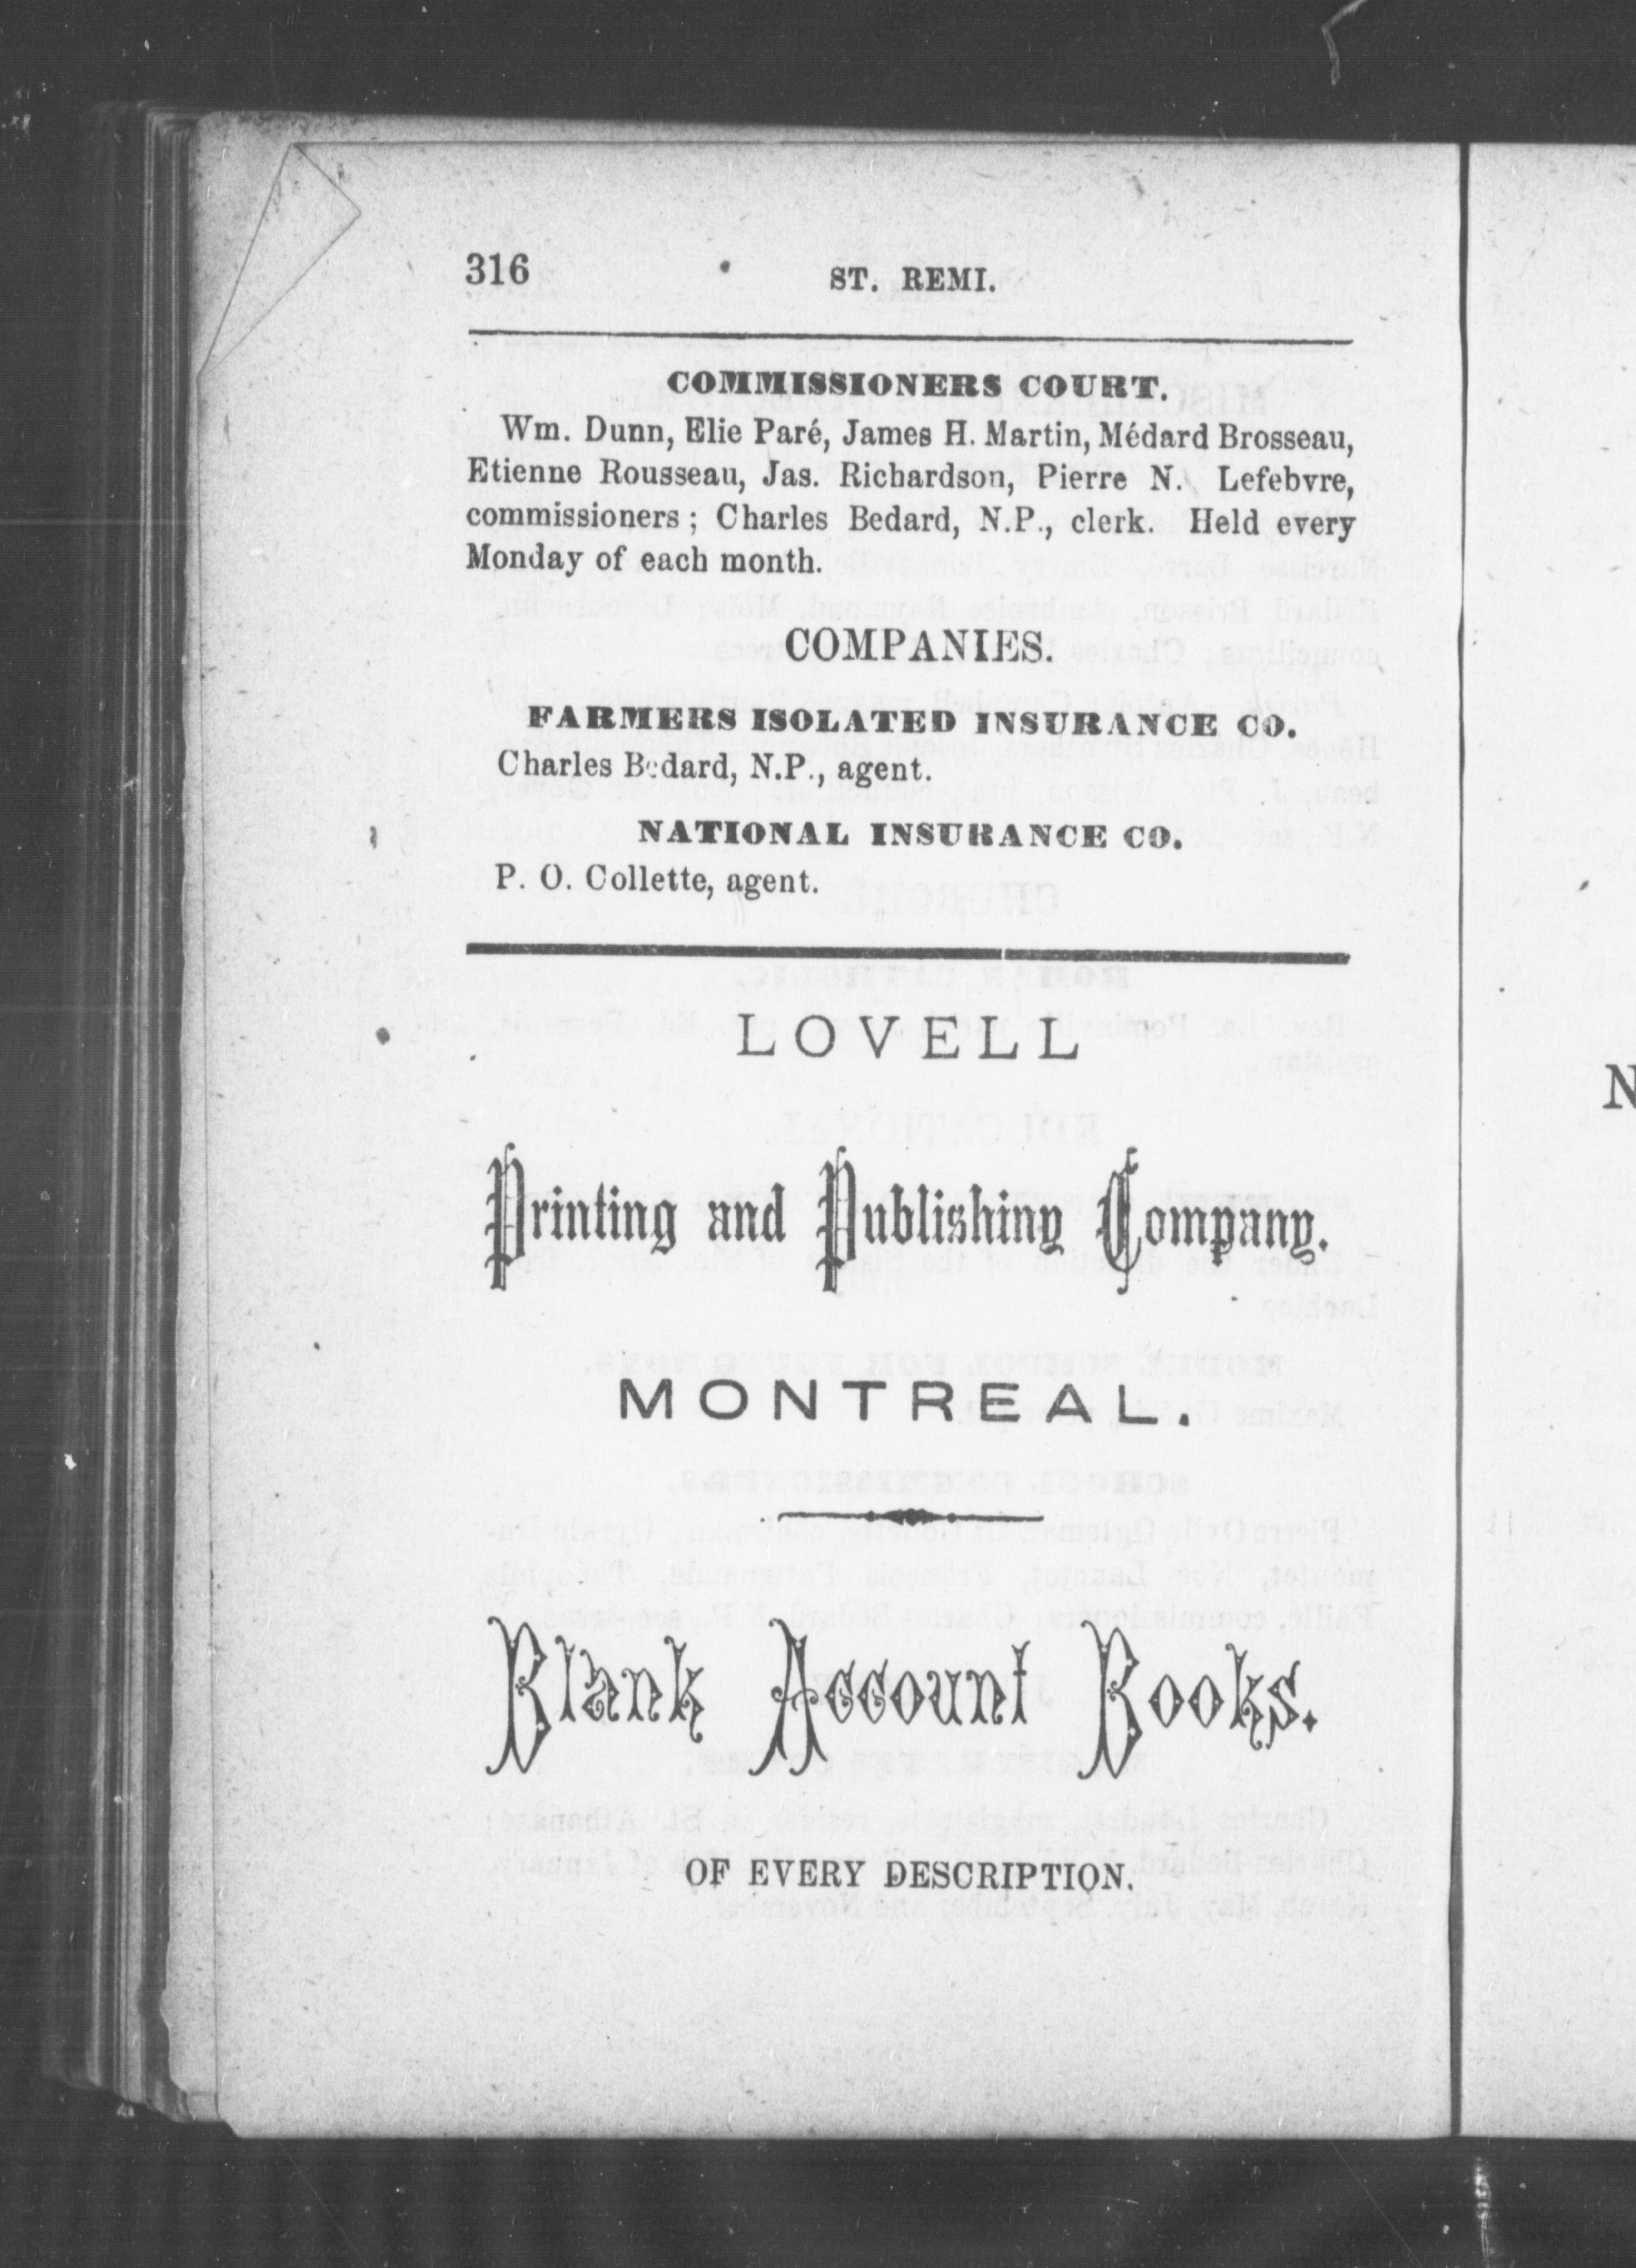 316 ST. REMI.
COMMISSIONERS COURT.
Wm. Dunn, Elie Paré, James H. Martin, Médard Brosseau,
Etienne Rousseau, Jas. Richardson, Pierre N. Lefebvre,
commissioners; Charles Bedard, N.P., clerk. Held every
Monday of each month.
COMPANIES.
FARMERS ISOLATED INSURANCE CO.
Charles Bedard, N.P., agent.
NATIONAL INSURANCE CO.
P. O. Collette, agent.
LOVELL
Printing and Publishing Company.
MONTREAL.
Blank Account Books.
OF EVERY DESCRIPTION.